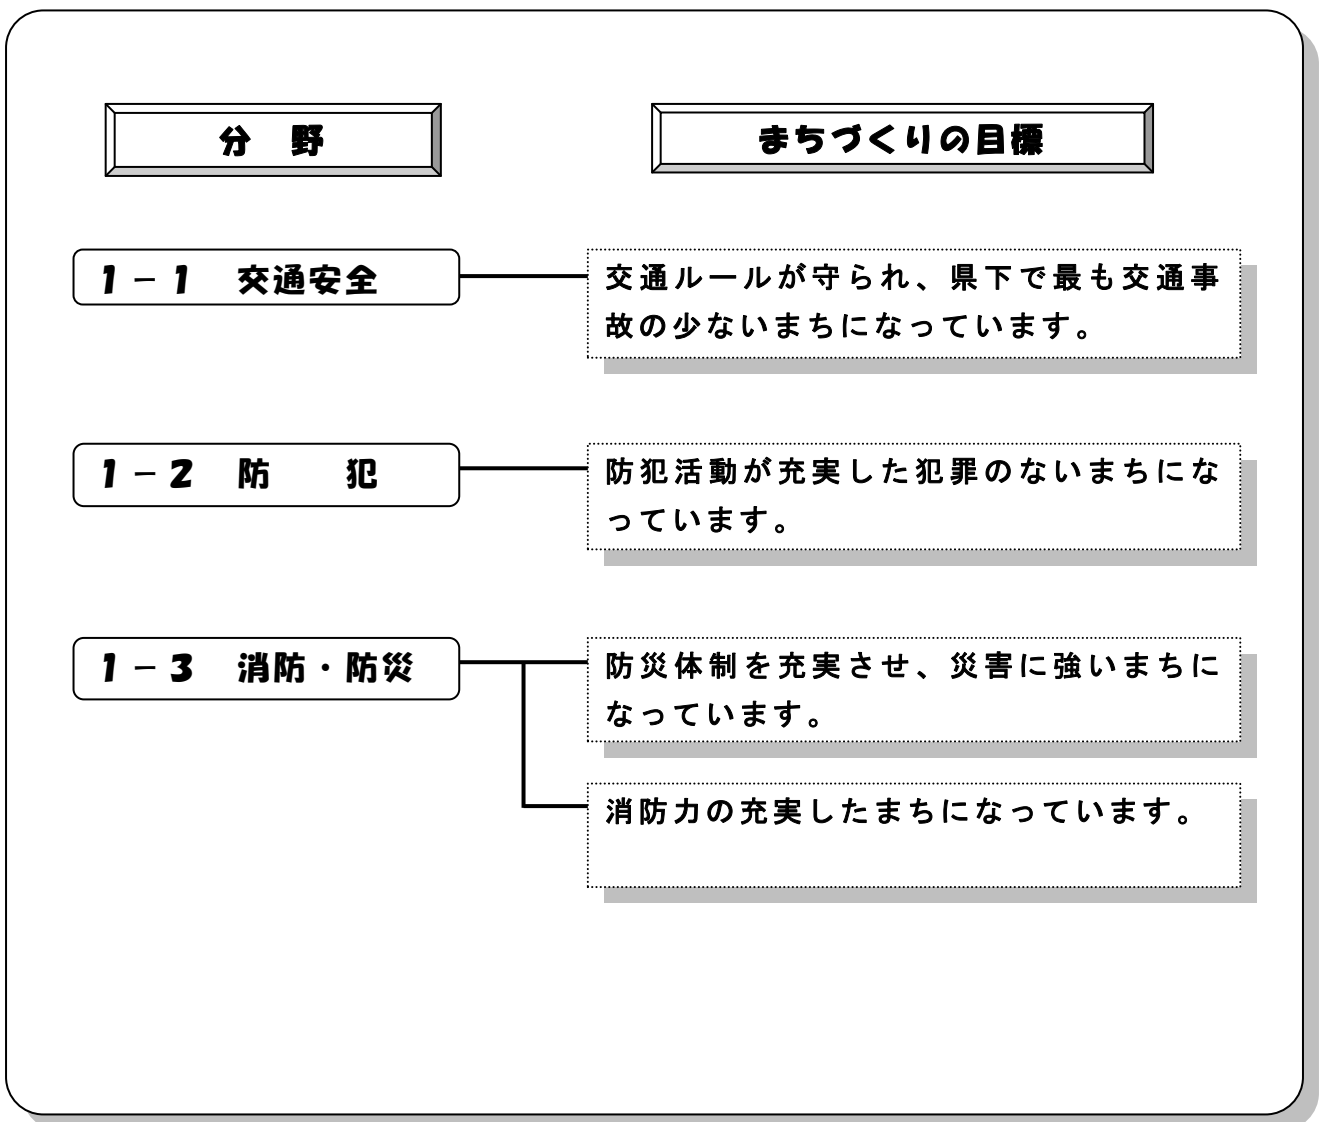 分　野
まちづくりの目標
１－１　交通安全
交通ルールが守られ、県下で最も交通事
故の少ないまちになっています。
１－２　防　　犯
防犯活動が充実した犯罪のないまちにな
っています。
１－３　消防・防災
防災体制を充実させ、災害に強いまちに
なっています。
消防力の充実したまちになっています。